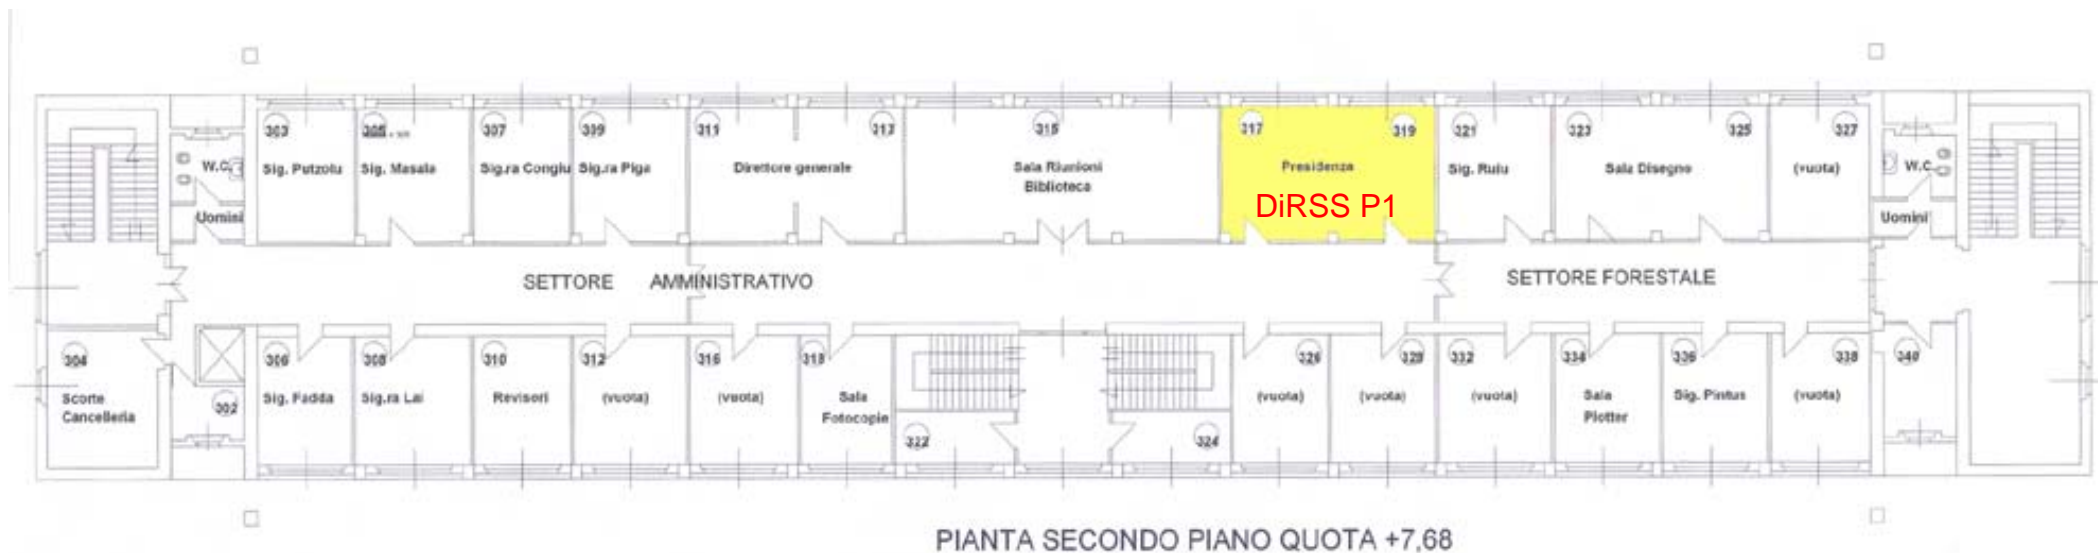 303
305
307
309
311
313
315
317
319
321
323
325
327
W.C.
Sig. Putzolu
Sig. Masala
Sig.ra Congiu
Sig.ra Piga
Direttore generale
Sala Riunioni
Biblioteca
Presidenza
DiRSS P1
Sig. Ruiu
Sala Disegno
(vuota)
W.C.
Uomini
Uomini
SETTORE AMMINISTRATIVO
SETTORE FORESTALE
304
306
308
310
312
316
318
326
328
332
334
336
338
340
Scorte
Cancelleria
302
Sig. Fadda
Sig.ra Lai
Revisori
(vuota)
(vuota)
Sala
Fotocopie
322
324
(vuota)
(vuota)
(vuota)
Sala
Plotter
Sig. Pintus
(vuota)
PIANTA SECONDO PIANO QUOTA +7,68